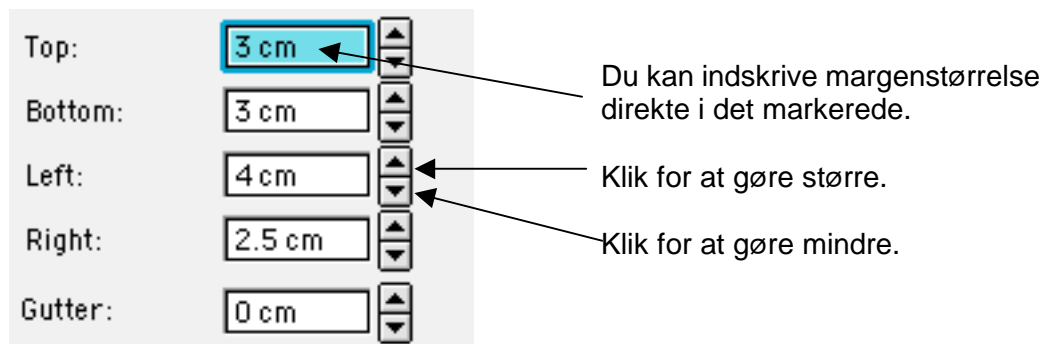 Top: 3 cm
Du kan indskrive margenstørrelse
direkte i det markerede.
Bottom: 3 cm
Left: 4 cm
Klik for at gøre større.
Right: 2.5 cm
Klik for at gøre mindre.
Gutter: 0 cm